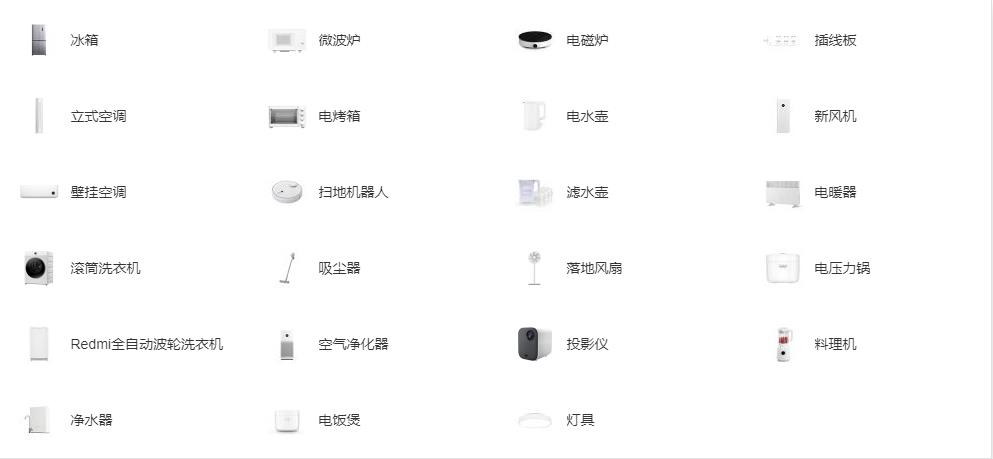 冰箱
微波炉
电磁炉
插线板
立式空调
电烤箱
电水壶
新风机
壁挂空调
扫地机器人
滤水壶
电暖器
滚筒洗衣机
吸尘器
落地风扇
电压力锅
Redmi全自动波轮洗衣机
空气净化器
投影仪
料理机
净水器
电饭煲
灯具